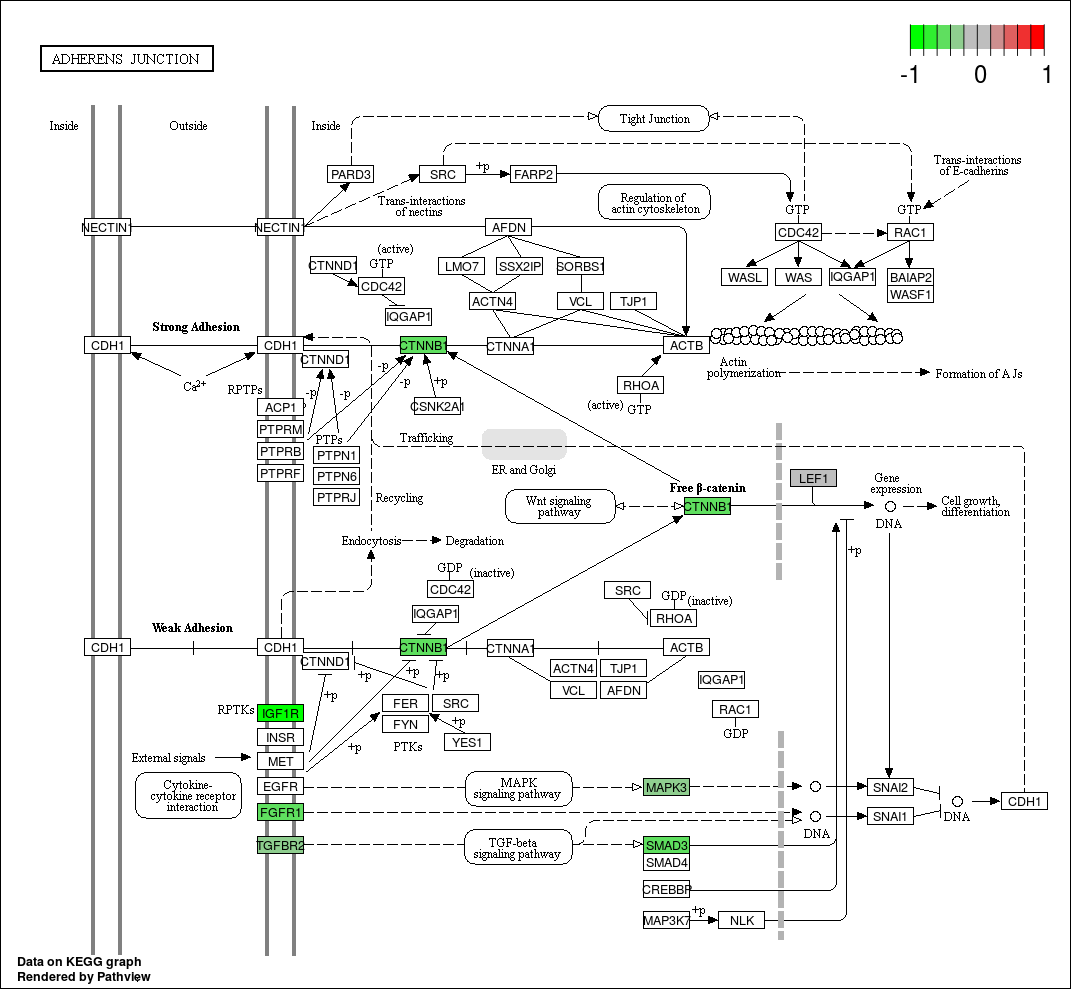 ADHERENS JUNCTION
-1 0 1
Inside
Outside
Inside
Tight Junction
PARD3
SRC
+p
FARP2
Trans-interactions
of E-cadherins
Trans-interactions
of nectins
Regulation of
actin cytoskeleton
GTP
GTP
NECTIN1
NECTIN1
AFDN
CDC42
RAC1
(active)
GTP
CTNND1
CDC42
IQGAP1
LMO7
SSX2IP
SORBS1
WASL
WAS
IQGAP1
BAIAP2
WASF1
ACTN4
VCL
TJP1
Strong Adhesion
CDH1
CDH1
CTNND1
CTNNB1
CTNNA1
ACTB
Actin
polymerization
Formation of AJs
Ca2+
RPTPs
-p
-p
-p
-p
+p
CSNK2A1
RHOA
(active)
GTP
ACP1
PTPRM
PTPRB
PTPRF
PTPs
PTPN1
PTPN6
PTPRJ
Trafficking
ER and Golgi
Recycling
Free β-catenin
CTNNB1
Wnt signaling
pathway
LEF1
Gene
expression
DNA
Cell growth,
differentiation
+p
Endocytosis
Degradation
GDP
(inactive)
CDC42
IQGAP1
SRC
GDP
(inactive)
RHOA
Weak Adhesion
CDH1
CDH1
CTNND1
CTNNB1
CTNNA1
ACTB
+p
+p
+p
+p
ACTN4
TJP1
VCL
AFDN
IQGAP1
RAC1
GDP
FER
SRC
FYN
+p
YES1
PTKs
+p
RPTKs
IGF1R
INSR
MET
EGFR
FGFR1
TGFBR2
External signals
Cytokine-
cytokine receptor
interaction
MAPK
signaling pathway
MAPK3
TGF-beta
signaling pathway
SMAD3
SMAD4
CREBBP
MAP3K7
+p
NLK
DNA
SNAI2
SNAI1
DNA
CDH1
Data on KEGG graph
Rendered by Pathview